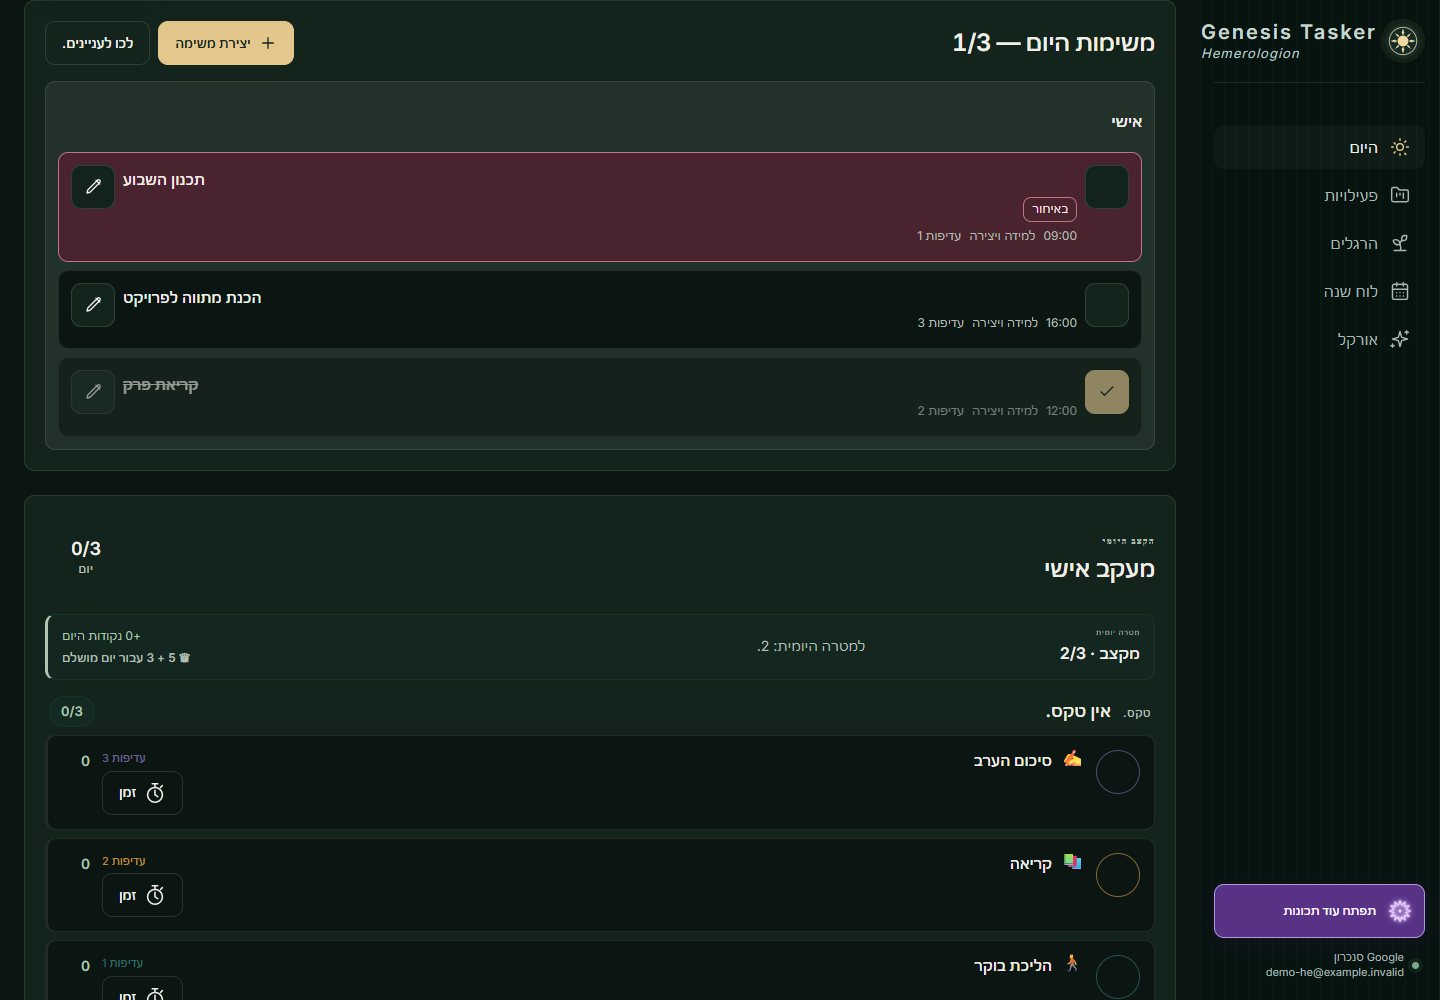 Genesis Tasker
Hemerologion
היום
פעילויות
הרגלים
לוח שנה
אורקל
תפתח עוד תכונות
Google סנכרון
demo-he@example.invalid
משימות היום — 1/3
יצירת משימה
לכו לעניינים.
אישי
תכנון השבוע
באיחור
09:00 למידה ויצירה עדיפות 1
הכנת מתווה לפרויקט
16:00 למידה ויצירה עדיפות 3
קריאת פרק
12:00 למידה ויצירה עדיפות 2
הקצב היומי
מעקב אישי
0/3
יום
מטרה יומית
מקצב · 2/3
למטרה היומית: 2.
+0 נקודות היום
♛ 5 + 3 עבור יום מושלם
טקס. אין טקס.
0/3
סיכום הערב
עדיפות 3
0
זמן
קריאה
עדיפות 2
0
זמן
הליכת בוקר
עדיפות 1
0
זמן